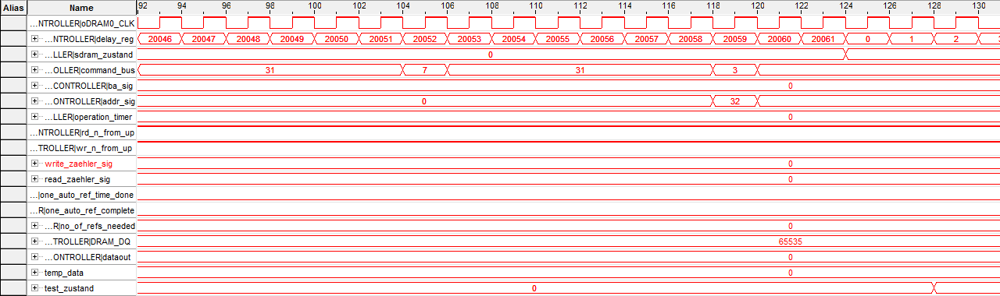 Alias Name 92 94 96 98 100 102 104 106 108 110 112 114 116 118 120 122 124 126 128 130
...NTROLLER|oDRAM0_CLK
...NTROLLER|delay_reg 20046 20047 20048 20049 20050 20051 20052 20053 20054 20055 20056 20057 20058 20059 20060 20061 0 1 2
...LLER|sdram_zustand 0
...OLLER|command_bus 31 7 31 3
...CONTROLLER|ba_sig 0
...ONTROLLER|addr_sig 0 32
...LLER|operation_timer 0
...NTROLLER|rd_n_from_up
...TROLLER|wr_n_from_up
write_zaehler_sig 0
read_zaehler_sig 0
...|one_auto_ref_time_done
...R|one_auto_ref_complete
...R|no_of_refs_needed 0
...TROLLER|DRAM_DQ 65535
...ONTROLLER|dataout 0
temp_data 0
test_zustand 0